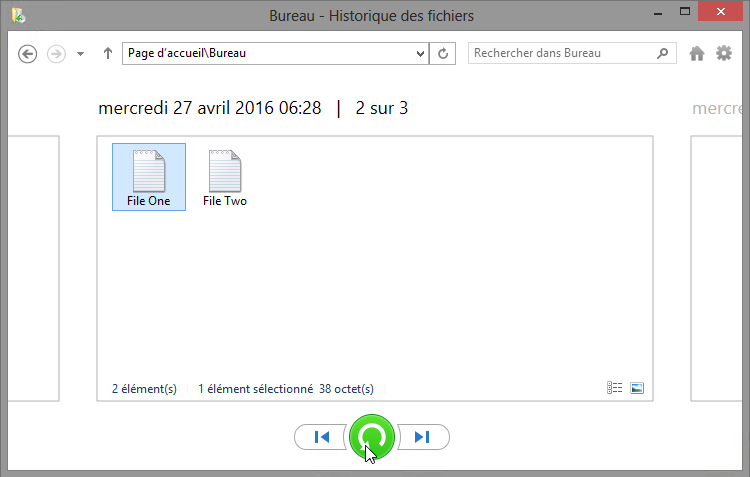 Bureau - Historique des fichiers
Page d'accueil\Bureau
Rechercher dans Bureau
mercredi 27 avril 2016 06:28 | 2 sur 3
mercre
File One
File Two
2 élément(s) 1 élément sélectionné 38 octet(s)